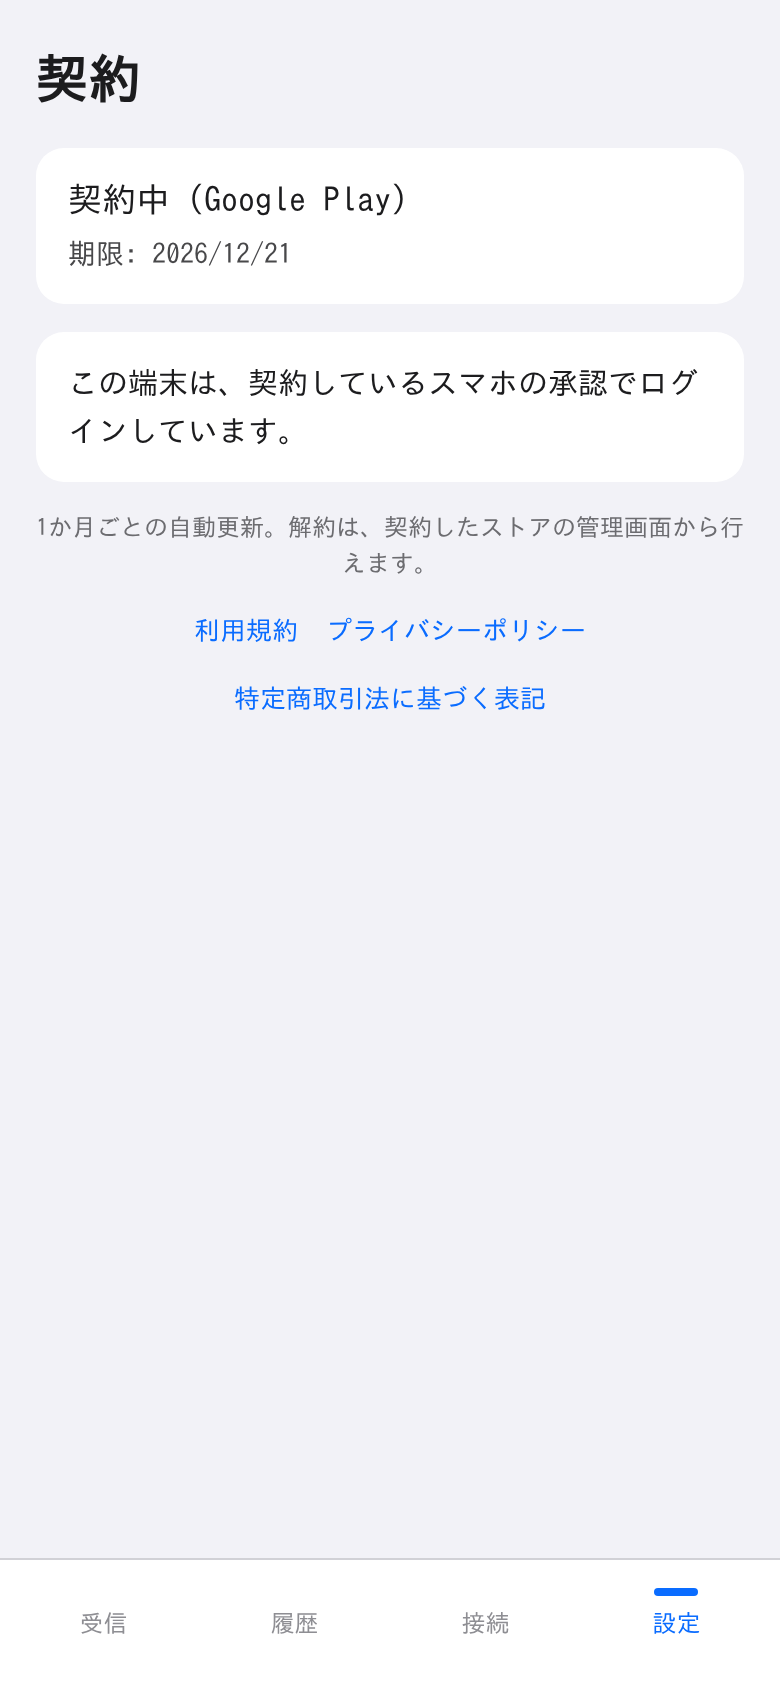 契約
契約中 (Google Play)
期限: 2026/12/21
この端末は、契約しているスマホの承認でログ
インしています。
1か月ごとの自動更新。解約は、契約したストアの管理画面から行
えます。
利用規約 プライバシーポリシー
特定商取引法に基づく表記
受信 履歴 接続 設定